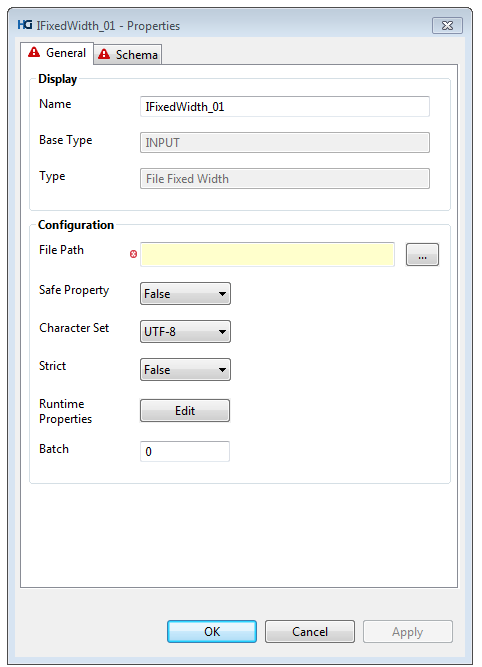 HG IFixedWidth_01 - Properties
General Schema
Display
Name IFixedWidth_01
Base Type INPUT
Type File Fixed Width
Configuration
File Path ...
Safe Property False
Character Set UTF-8
Strict False
Runtime
Properties Edit
Batch 0
OK Cancel Apply